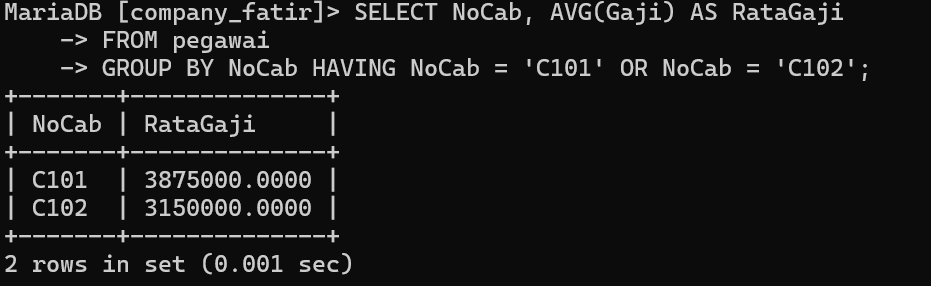 MariaDB [company_fatir]> SELECT NoCab, AVG(Gaji) AS RataGaji
    -> FROM pegawai
    -> GROUP BY NoCab HAVING NoCab = 'C101' OR NoCab = 'C102';
+-------+--------------+
| NoCab | RataGaji     |
+-------+--------------+
| C101  | 3875000.0000 |
| C102  | 3150000.0000 |
+-------+--------------+
2 rows in set (0.001 sec)